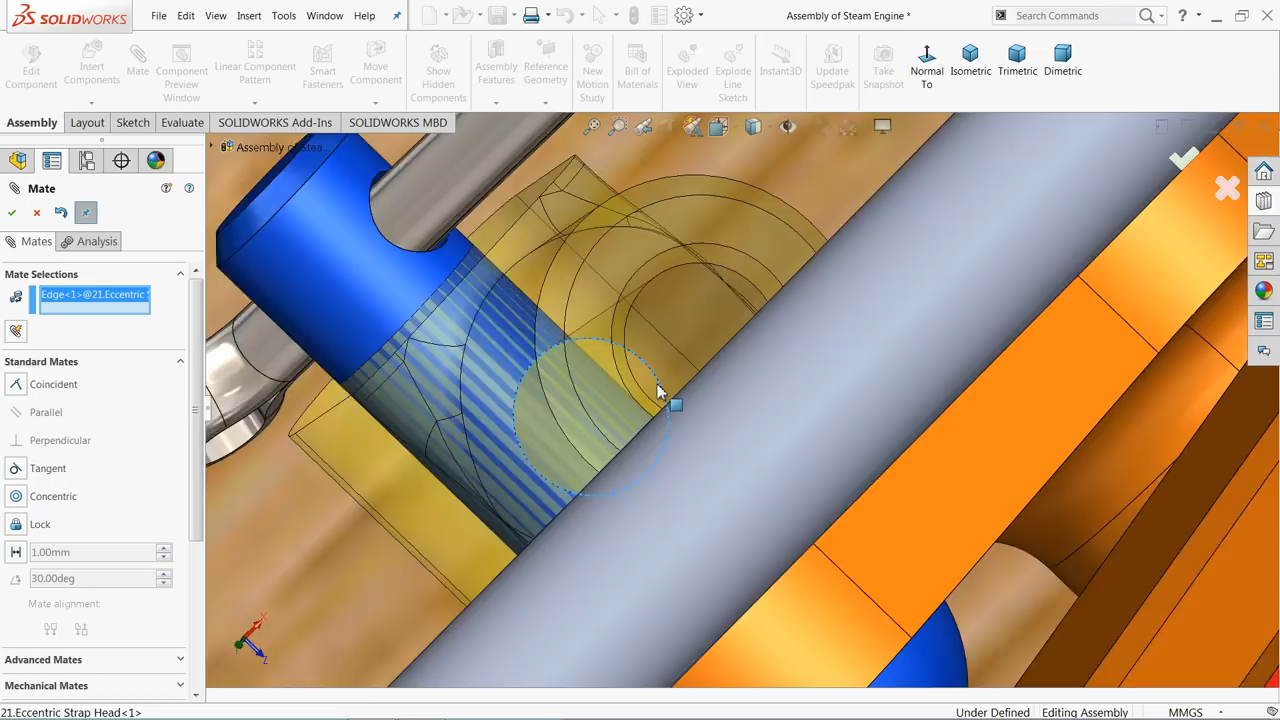 SOLIDWORKS File Edit View Insert Tools Window Help Assembly of Steam Engine * Search Commands ?
Edit Component
Insert Components
Mate
Component Preview Window
Linear Component Pattern
Smart Fasteners
Move Component
Show Hidden Components
Assembly Features
Reference Geometry
New Motion Study
Bill of Materials
Exploded View
Explode Line Sketch
Instant3D
Update Speedpak
Take Snapshot
Normal To
Isometric
Trimetric
Dimetric
Assembly Layout Sketch Evaluate SOLIDWORKS Add-Ins SOLIDWORKS MBD
Assembly of Stea...
Mate
Mates Analysis
Mate Selections
Edge<1>@21.Eccentric
Standard Mates
Coincident
Parallel
Perpendicular
Tangent
Concentric
Lock
1.00mm
30.00deg
Mate alignment:
Advanced Mates
Mechanical Mates
21.Eccentric Strap Head<1> Under Defined Editing Assembly MMGS